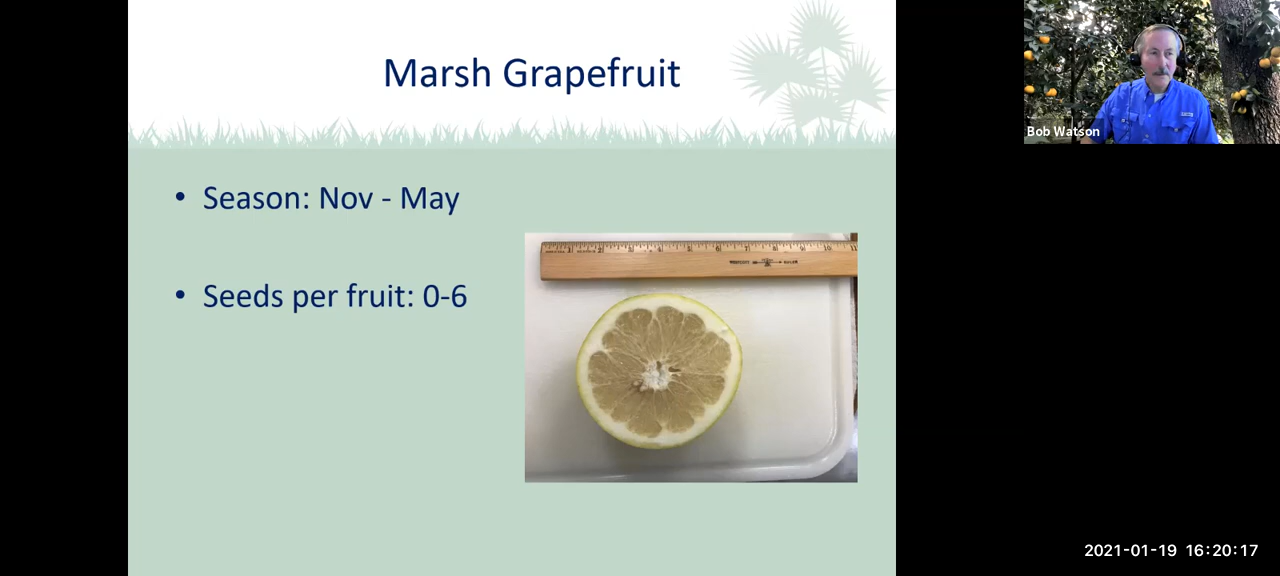 Marsh Grapefruit
Bob Watson
• Season: Nov - May
• Seeds per fruit: 0-6
2021-01-19 16:20:17